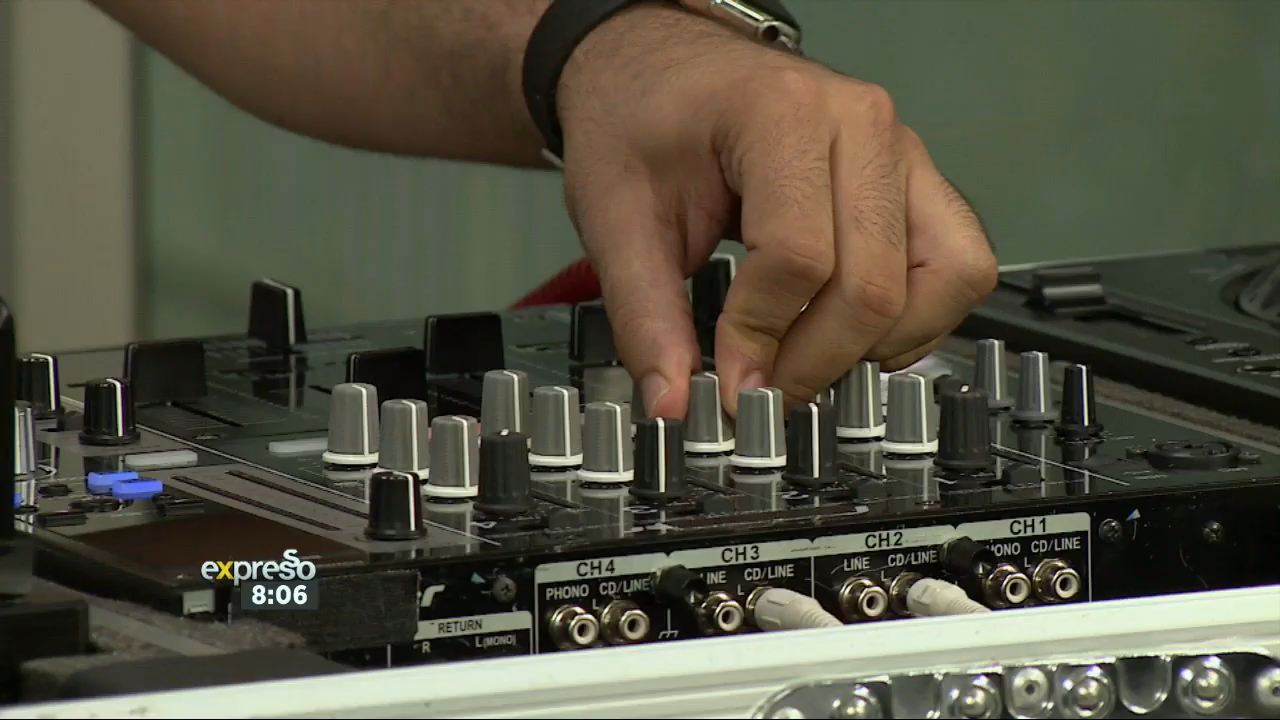 expresso
8:06
CH4
CH3
CH2
CH1
PHONO CD/LINE
LINE CD/LINE
LINE CD/LINE
CD/LINE
L
L
RETURN
R L(MONO)